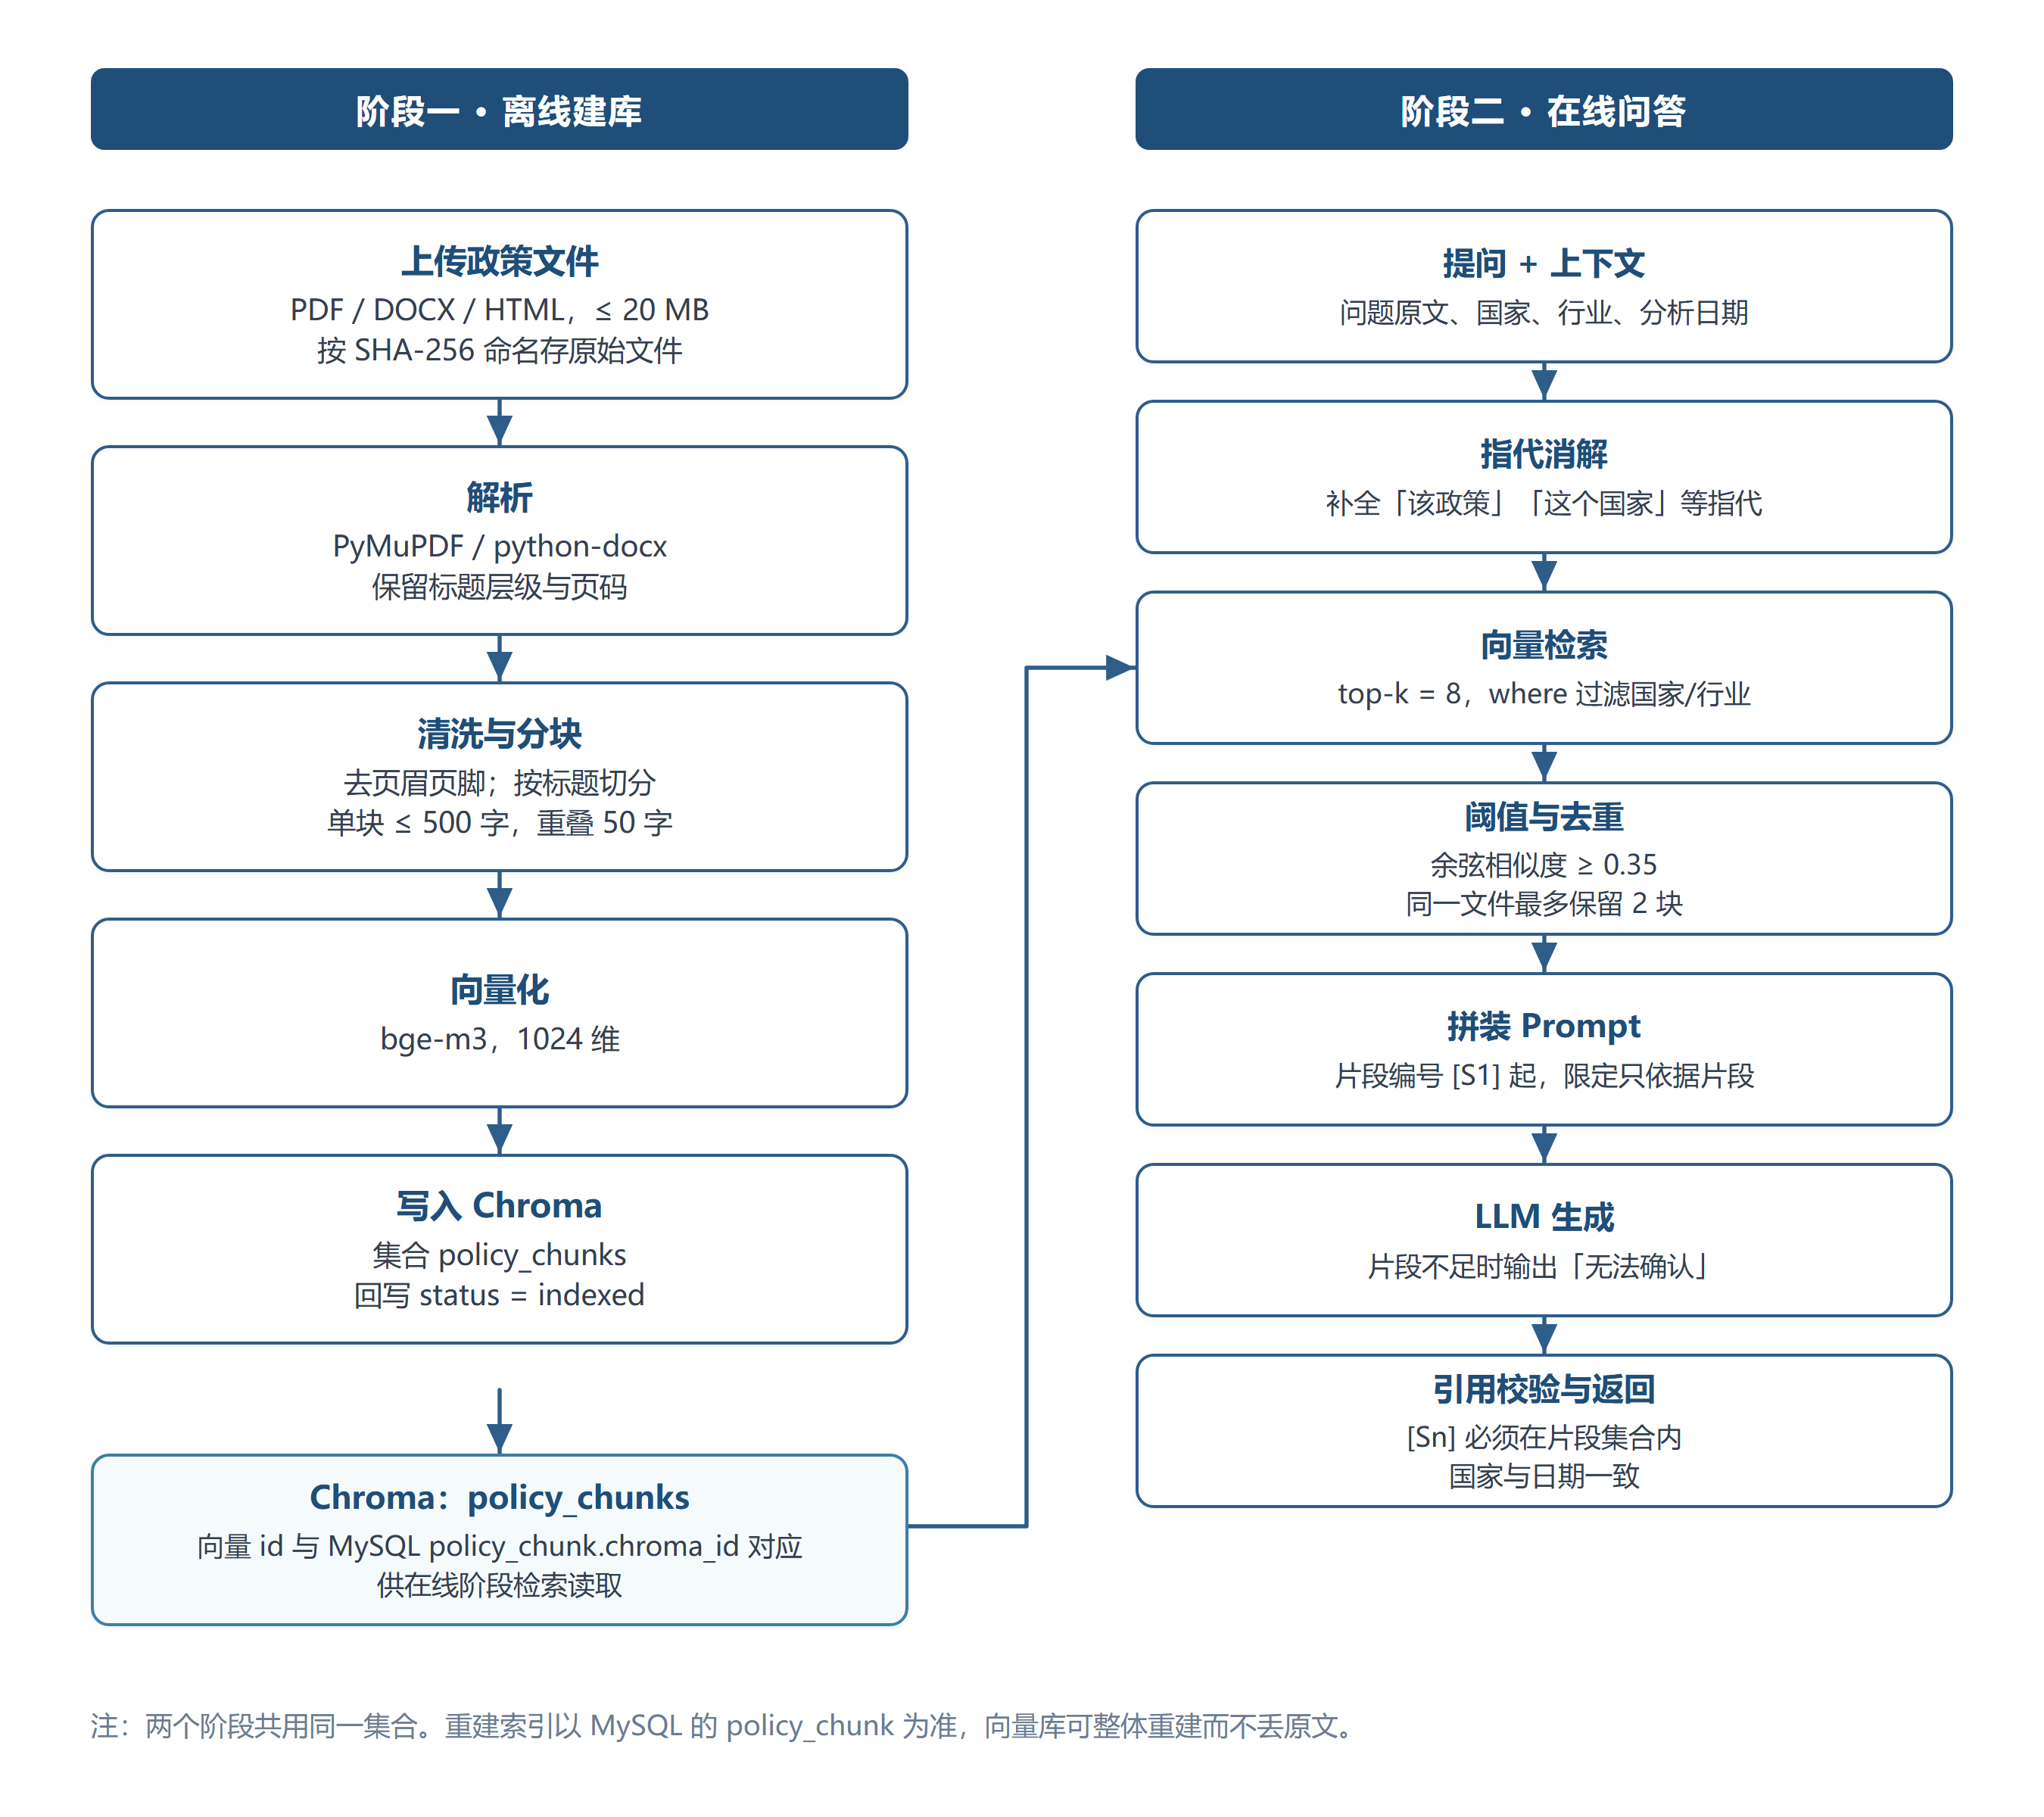 阶段一 · 离线建库
上传政策文件
PDF / DOCX / HTML，≤ 20 MB
按 SHA-256 命名存原始文件
解析
PyMuPDF / python-docx
保留标题层级与页码
清洗与分块
去页眉页脚；按标题切分
单块 ≤ 500 字，重叠 50 字
向量化
bge-m3，1024 维
写入 Chroma
集合 policy_chunks
回写 status = indexed
Chroma：policy_chunks
向量 id 与 MySQL policy_chunk.chroma_id 对应
供在线阶段检索读取
阶段二 · 在线问答
提问 + 上下文
问题原文、国家、行业、分析日期
指代消解
补全「该政策」「这个国家」等指代
向量检索
top-k = 8，where 过滤国家/行业
阈值与去重
余弦相似度 ≥ 0.35
同一文件最多保留 2 块
拼装 Prompt
片段编号 [S1] 起，限定只依据片段
LLM 生成
片段不足时输出「无法确认」
引用校验与返回
[Sn] 必须在片段集合内
国家与日期一致
注：两个阶段共用同一集合。重建索引以 MySQL 的 policy_chunk 为准，向量库可整体重建而不丢原文。